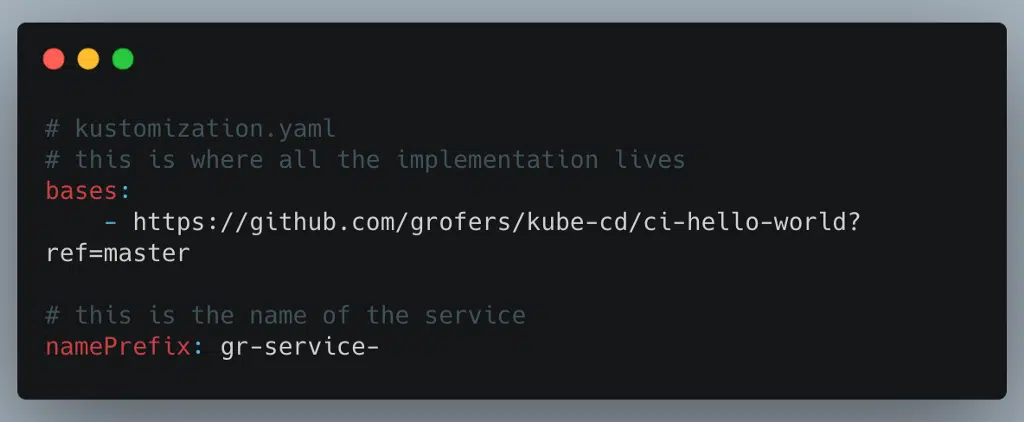 # kustomization.yaml
# this is where all the implementation lives
bases:
    - https://github.com/grofers/kube-cd/ci-hello-world?
ref=master

# this is the name of the service
namePrefix: gr-service-